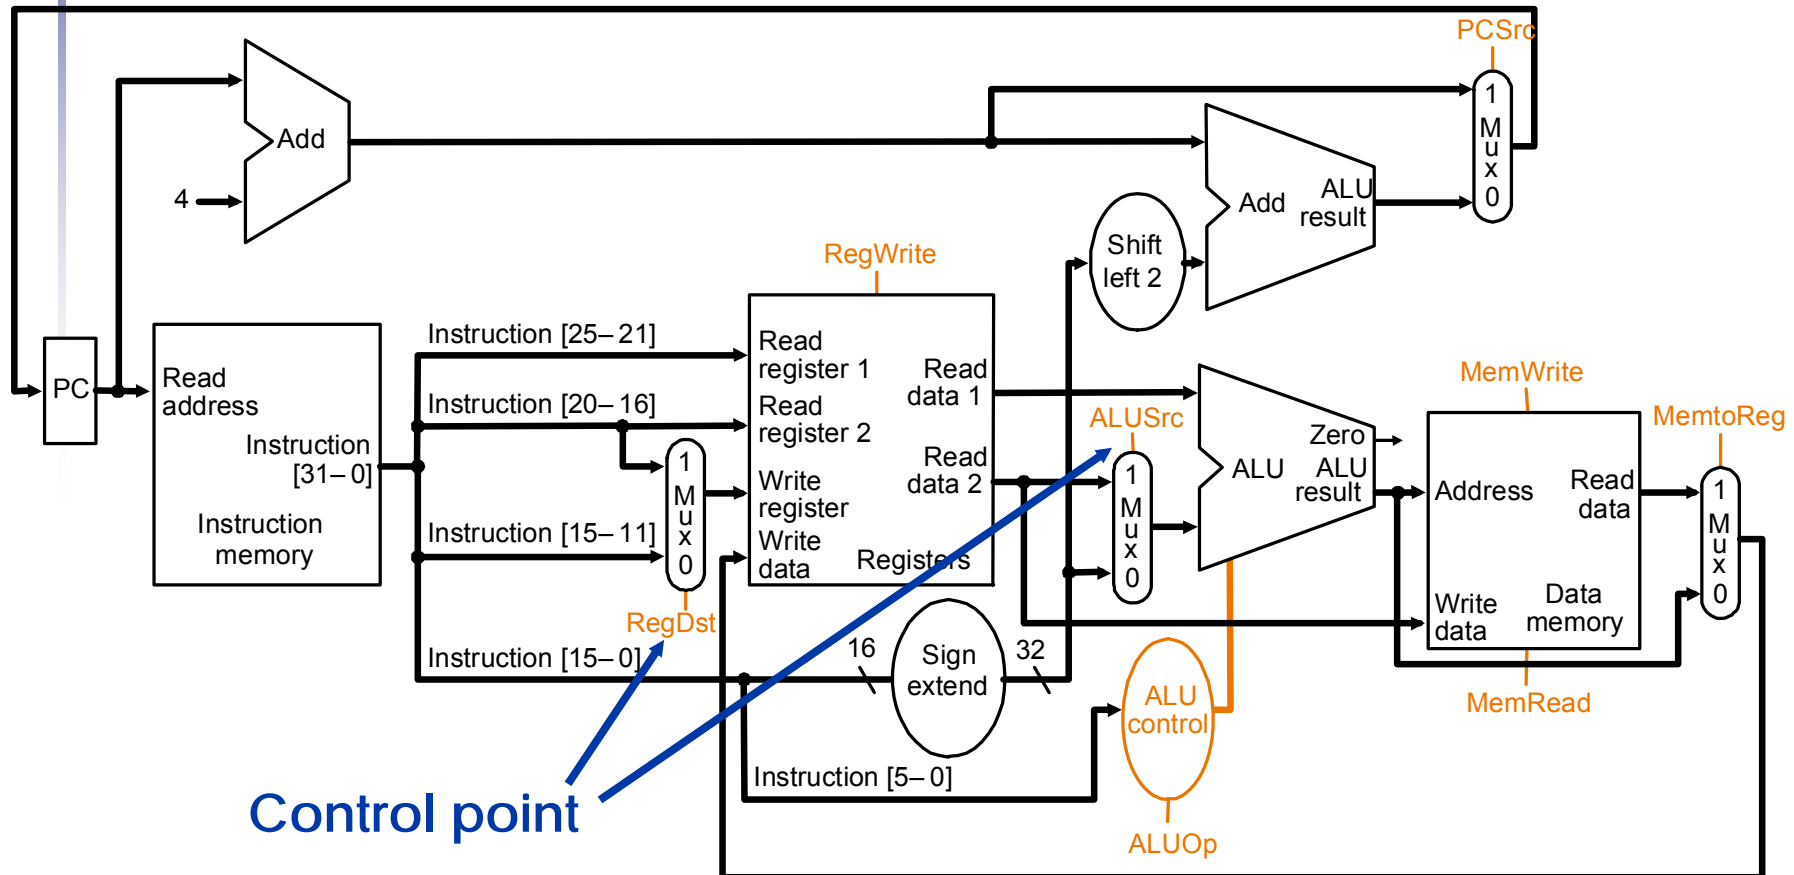 PCSrc
1
M
u
x
0
Add
4
Add
ALU
result
Shift
left 2
RegWrite
PC
Read
address
Instruction
[31–0]
Instruction
memory
Instruction [25–21]
Instruction [20–16]
Instruction [15–11]
Instruction [15–0]
1
M
u
x
0
RegDst
Read
register 1
Read
register 2
Write
register
Write
data
Read
data 1
Read
data 2
Registers
ALUSrc
1
M
u
x
0
Zero
ALU
ALU
result
MemWrite
Address
Read
data
Write
data
Data
memory
MemRead
MemtoReg
1
M
u
x
0
16
Sign
extend
32
ALU
control
Instruction [5–0]
ALUOp
Control point